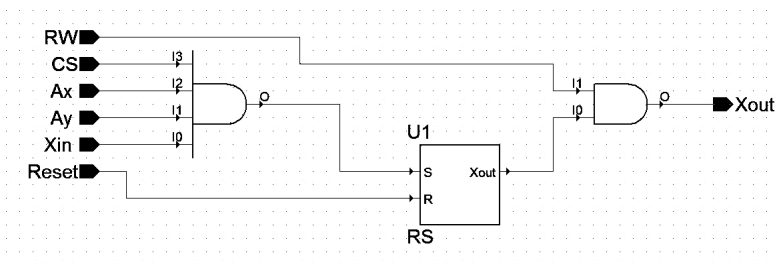 RW
CS
Ax
Ay
Xin
Reset
I3
I2
I1
I0
O
U1
S
R
Xout
RS
I1
I0
O
Xout